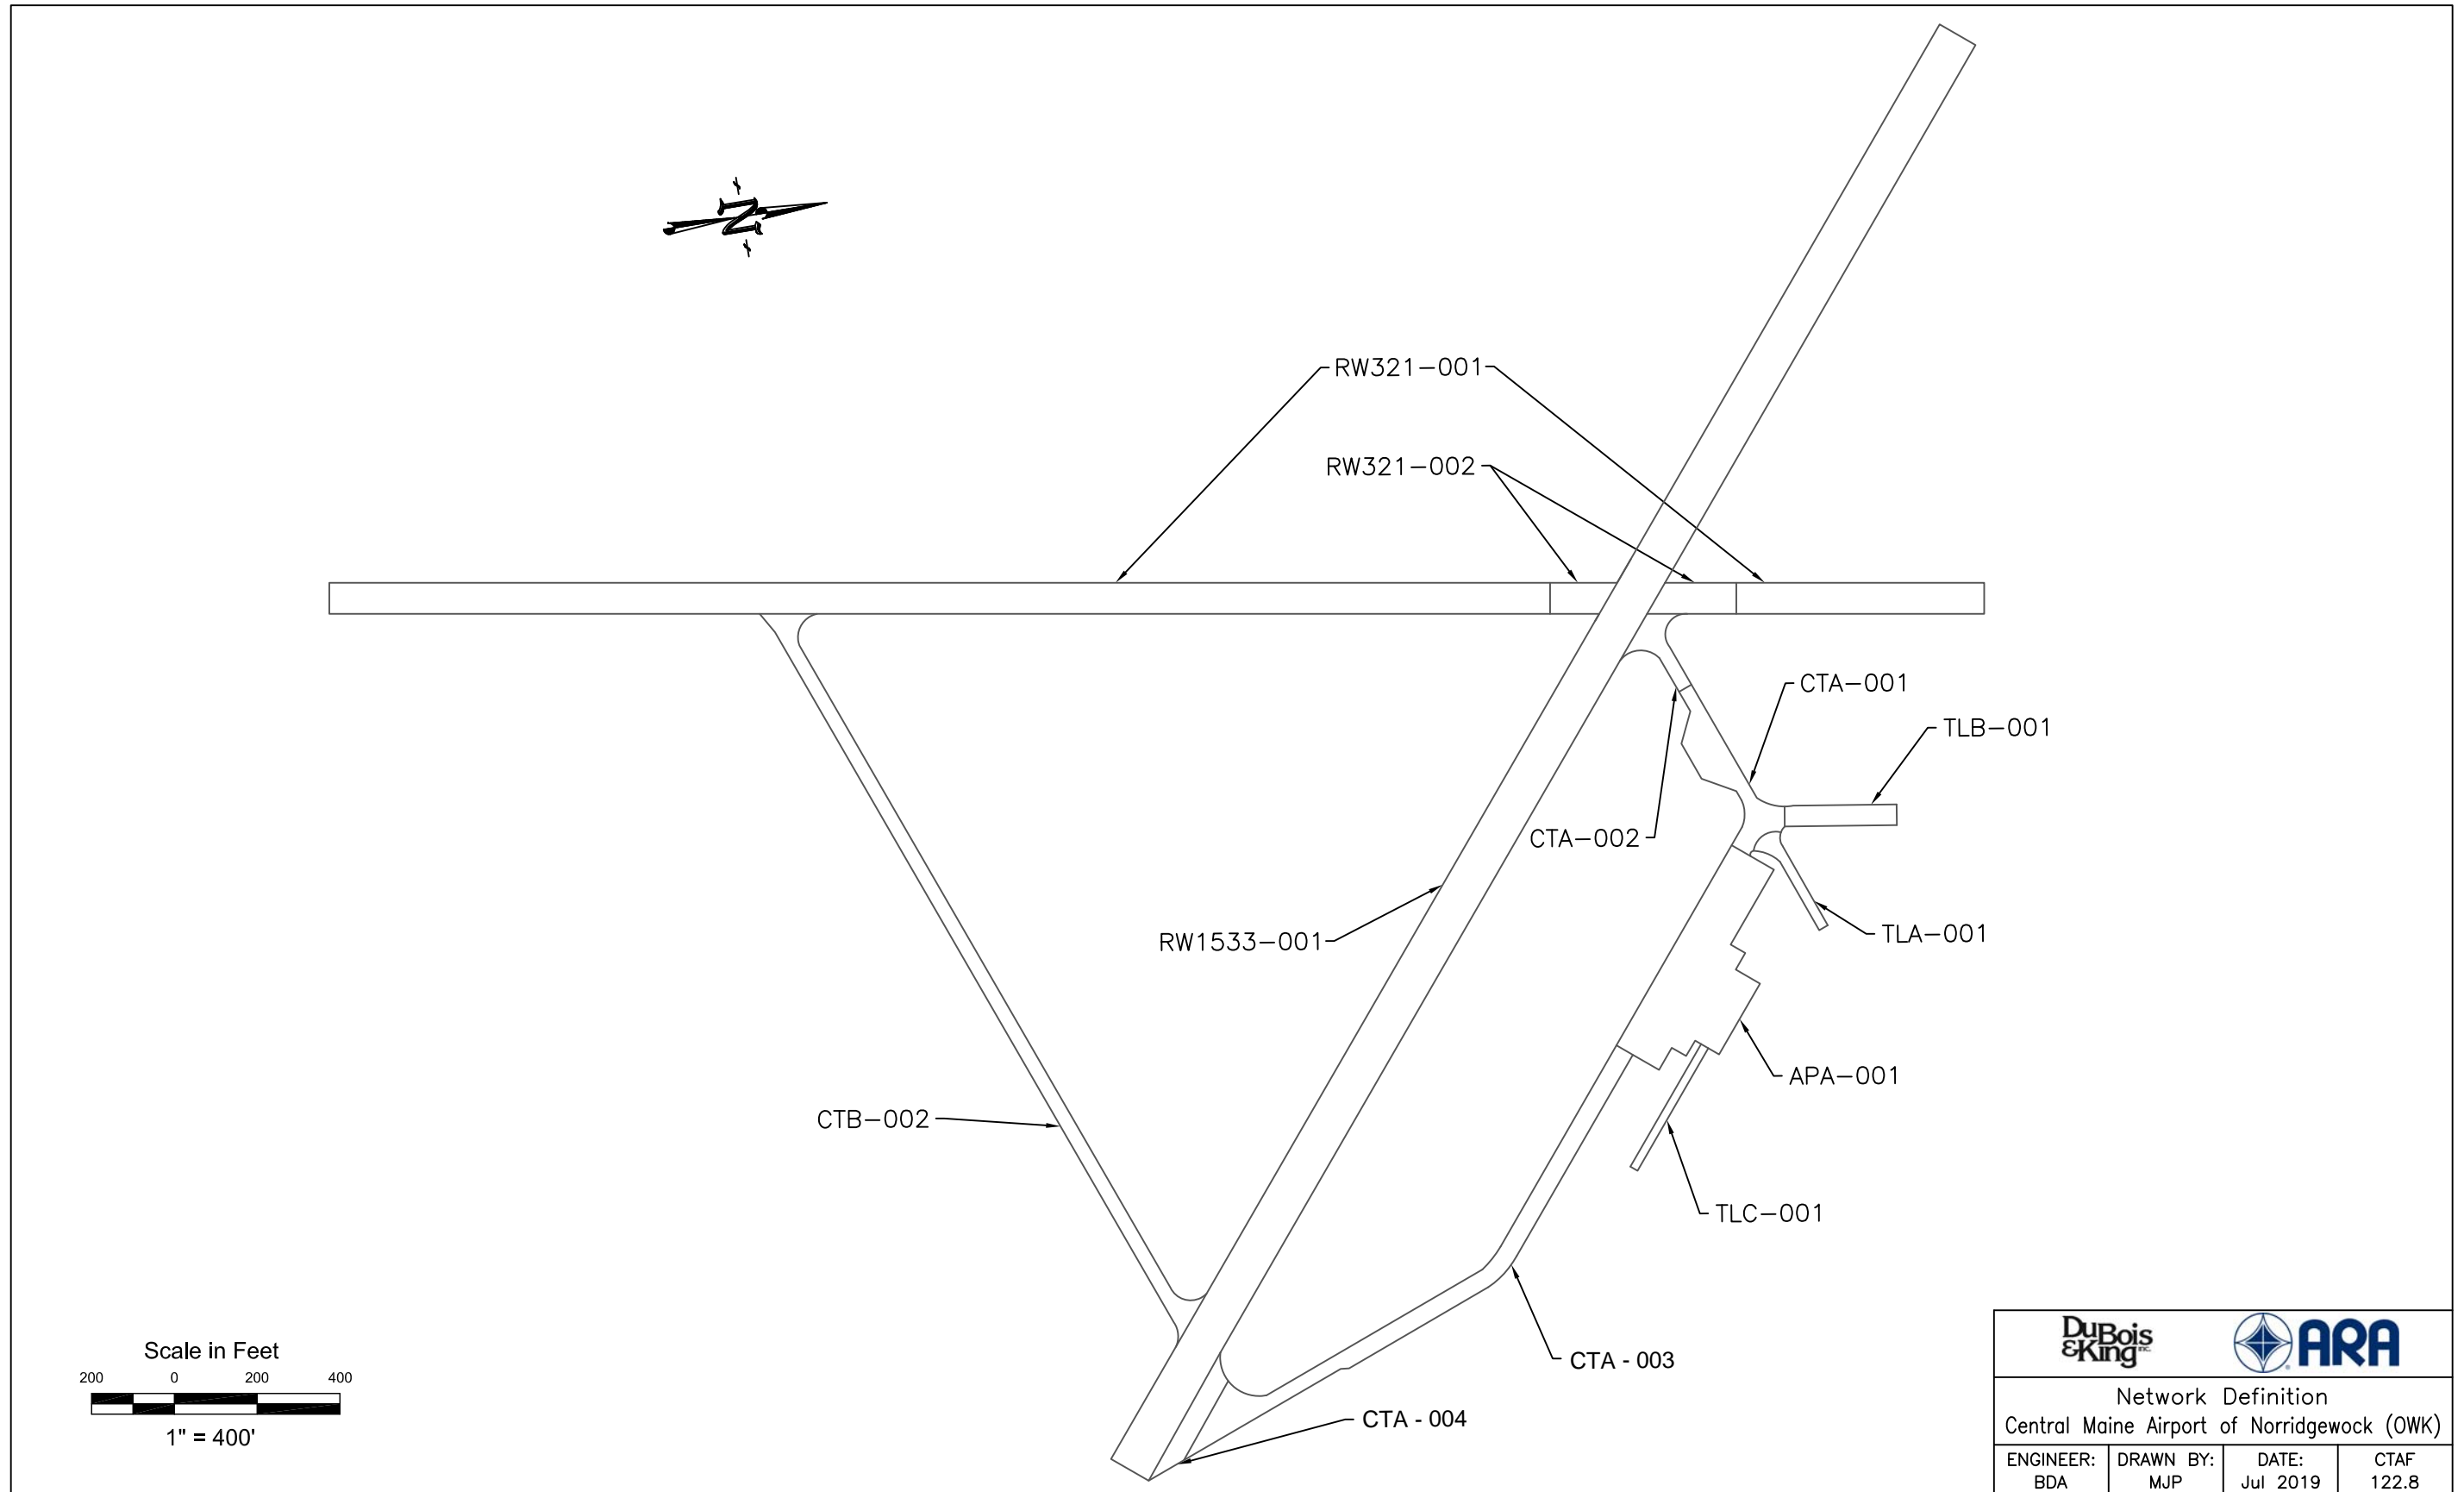 N
RW321-001
RW321-002
CTA-001
TLB-001
CTA-002
TLA-001
RW1533-001
APA-001
CTB-002
TLC-001
CTA - 003
CTA - 004
Scale in Feet
200 0 200 400
1" = 400'
DuBois
&King inc.
ARA
Network Definition
Central Maine Airport of Norridgewock (OWK)
ENGINEER: DRAWN BY: DATE: CTAF
BDA MJP Jul 2019 122.8